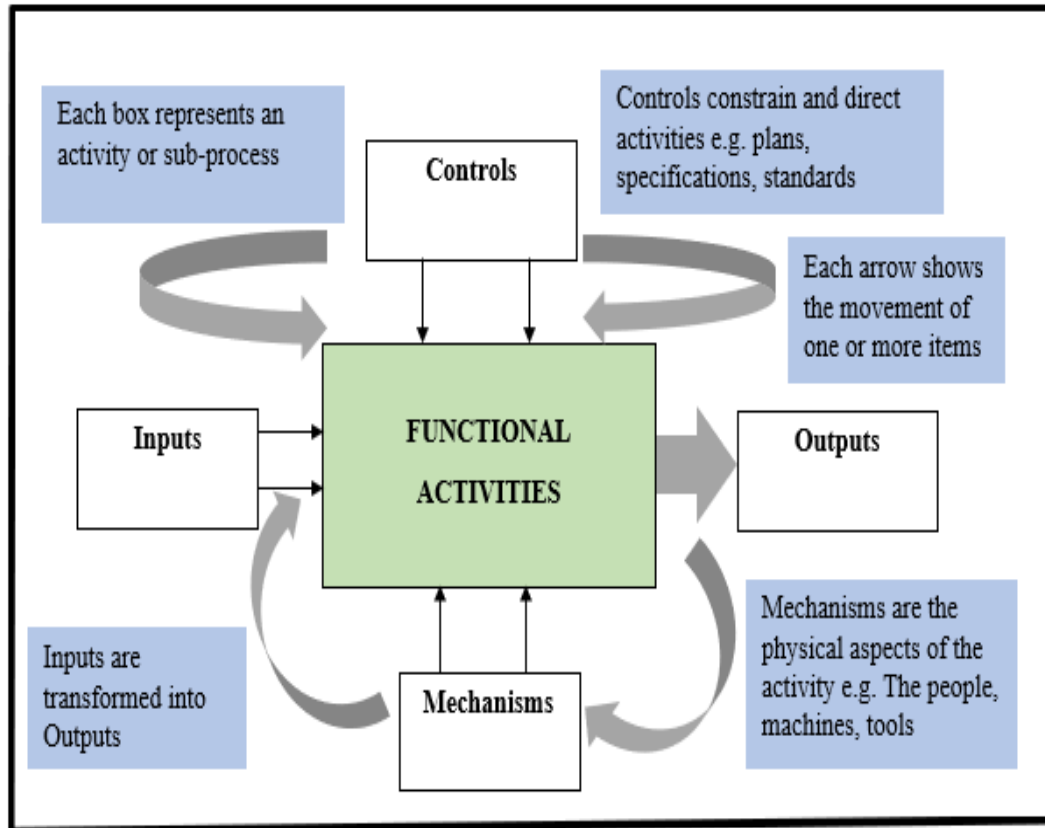 Each box represents an
activity or sub-process
Controls
Controls constrain and direct
activities e.g. plans,
specifications, standards
Each arrow shows
the movement of
one or more items
Inputs
FUNCTIONAL
ACTIVITIES
Outputs
Inputs are
transformed into
Outputs
Mechanisms
Mechanisms are the
physical aspects of the
activity e.g. The people,
machines, tools